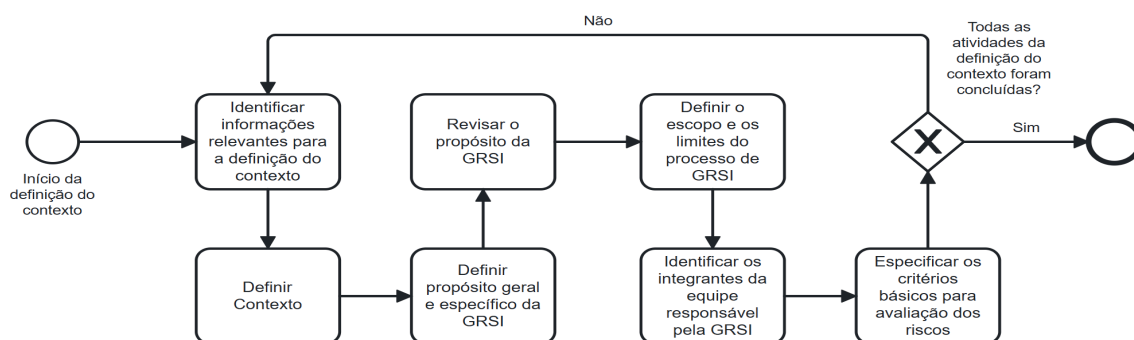 Não
Todas as
atividades da
definição do
contexto foram
concluídas?
Identificar
informações
relevantes para
a definição do
contexto
Revisar o
propósito da
GRSI
Definir o
escopo e os
limites do
processo de
GRSI
Sim
Início da
definição do
contexto
Definir
Contexto
Definir
propósito geral
e específico da
GRSI
Identificar os
integrantes da
equipe
responsável
pela GRSI
Especificar os
critérios
básicos para
avaliação dos
riscos